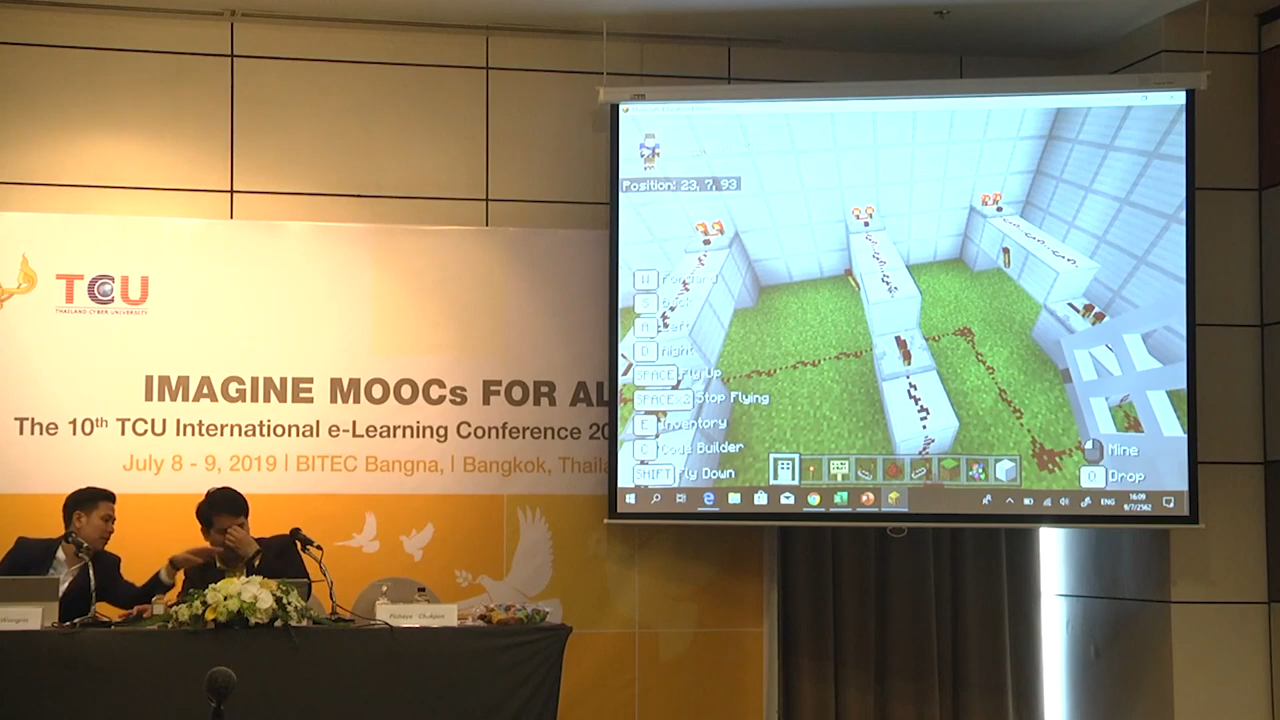 TCU
THAILAND CYBER UNIVERSITY
IMAGINE MOOCs FOR AL
The 10th TCU International e-Learning Conference 20
July 8 - 9, 2019 | BITEC Bangna, | Bangkok, Thaila
Pichaya Chukjan
Position: 23, 7, 93
W Forward
S Back
A Left
D Right
SPACE Fly Up
SPACE×2 Stop Flying
E Inventory
C Code Builder
SHIFT Fly Down
Mine
Q Drop
ENG
16:09
9/7/2562